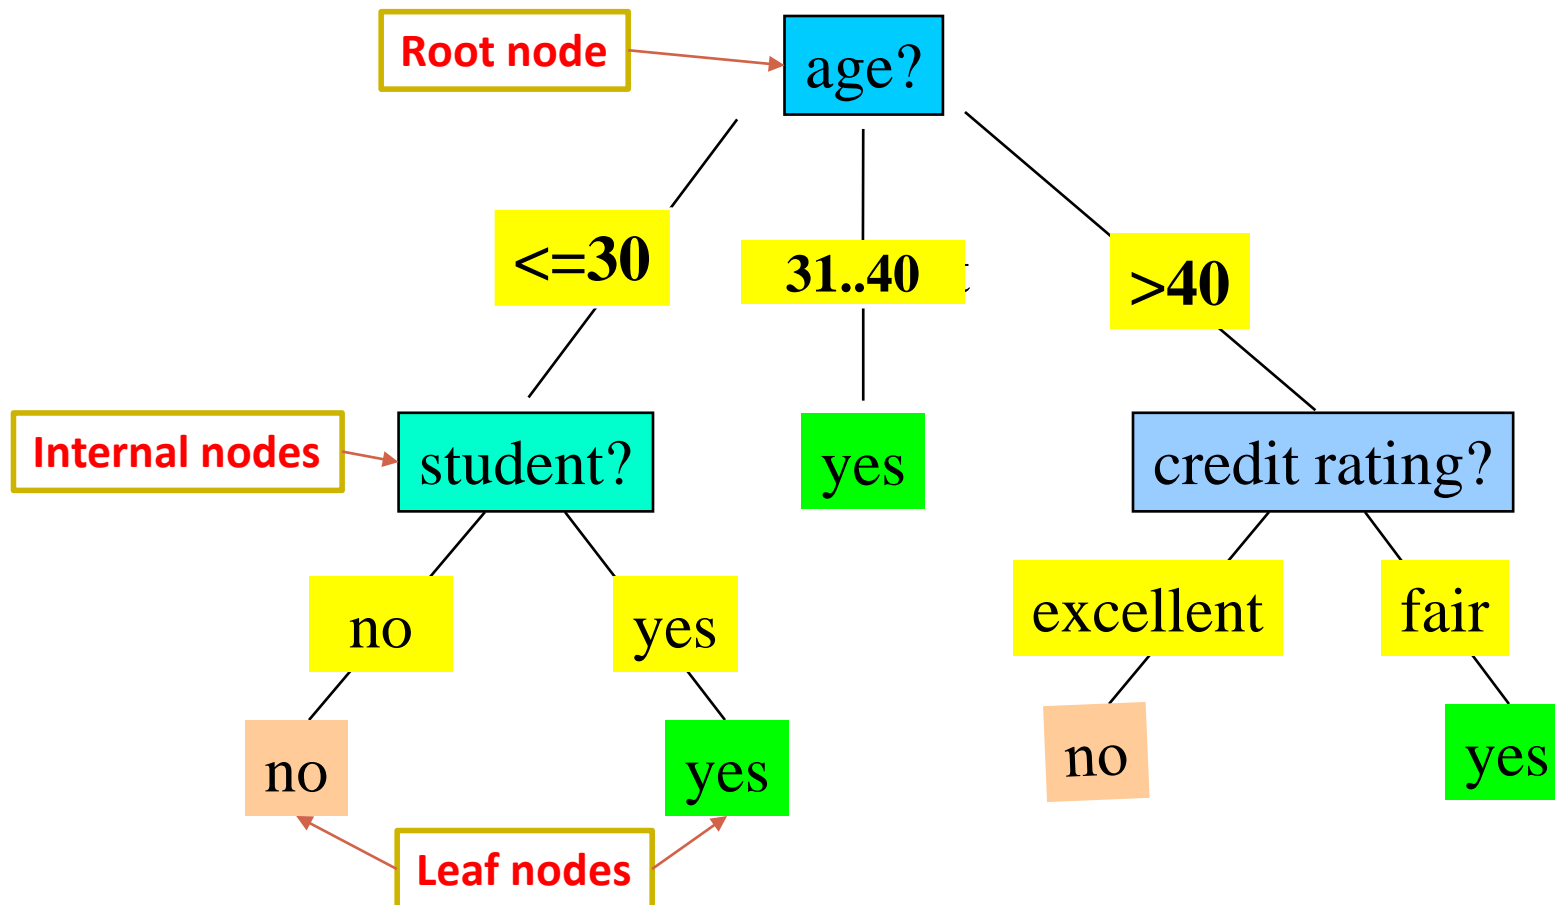 Root node
age?
<=30
31..40
>40
Internal nodes
student?
yes
credit rating?
no
yes
excellent
fair
no
yes
no
yes
Leaf nodes